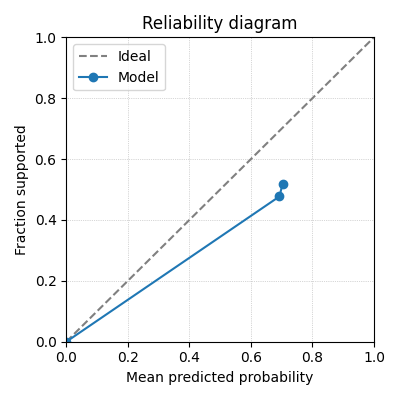 Reliability diagram
1.0
0.8
0.6
0.4
0.2
0.0
Fraction supported
Ideal
Model
0.0 0.2 0.4 0.6 0.8 1.0
Mean predicted probability